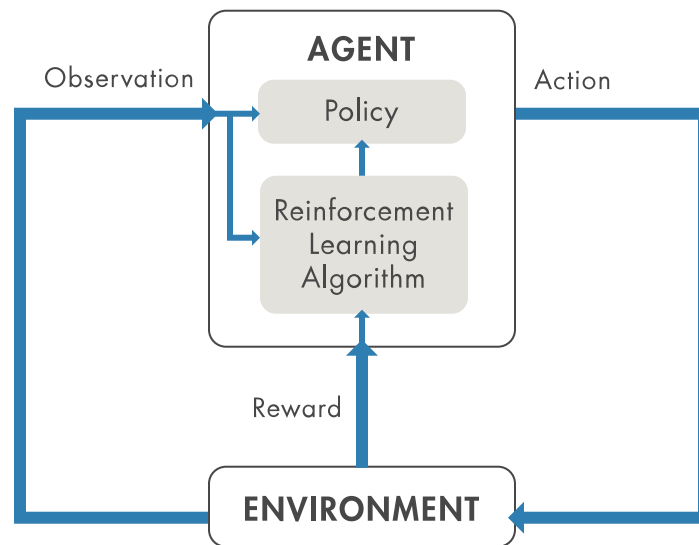 AGENT
Observation
Action
Policy
Reinforcement
Learning
Algorithm
Reward
ENVIRONMENT